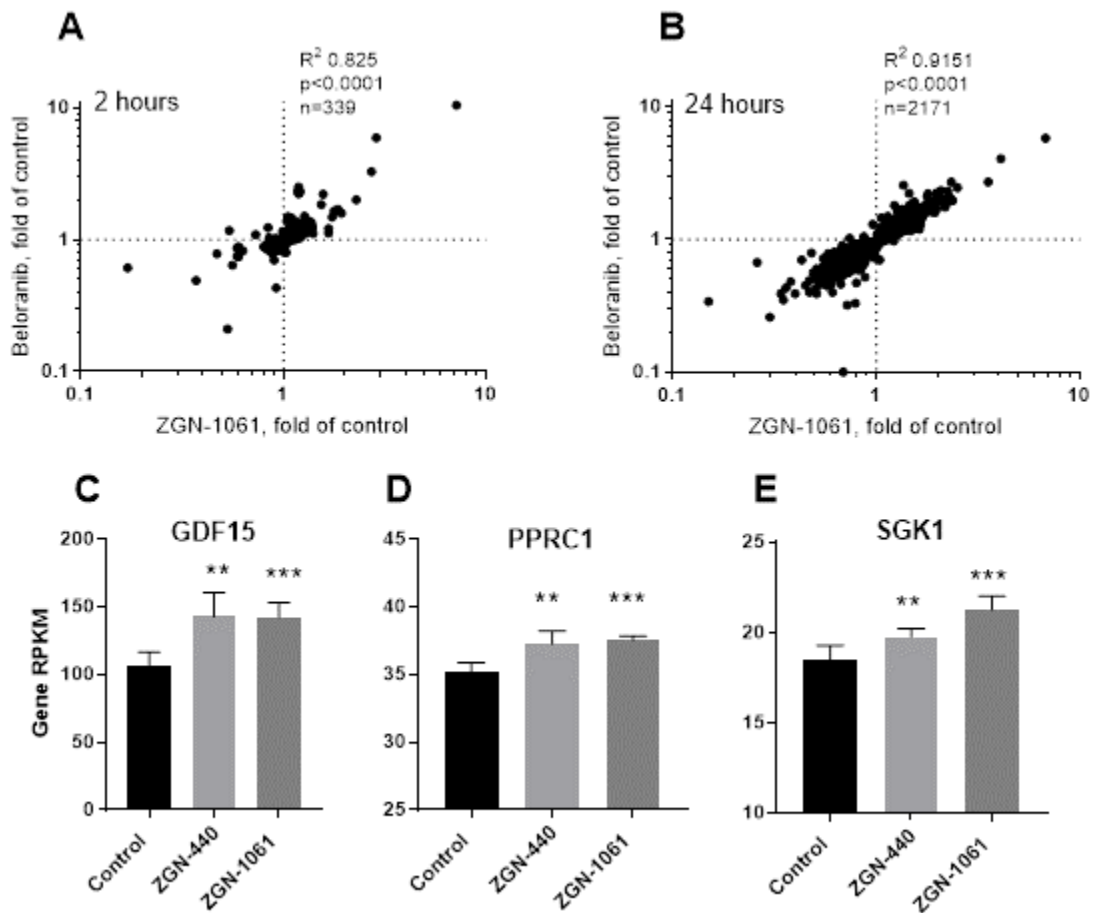 A
R² 0.825
p<0.0001
n=339
2 hours
10
1
0.1
Beloranib, fold of control
0.1
1
10
ZGN-1061, fold of control
B
R² 0.9151
p<0.0001
n=2171
24 hours
10
1
0.1
Beloranib, fold of control
0.1
1
10
ZGN-1061, fold of control
C
GDF15
200
150
100
50
0
Gene RPKM
**
***
Control
ZGN-440
ZGN-1061
D
PPRC1
45
40
35
30
25
**
***
Control
ZGN-440
ZGN-1061
E
SGK1
25
20
15
10
**
***
Control
ZGN-440
ZGN-1061